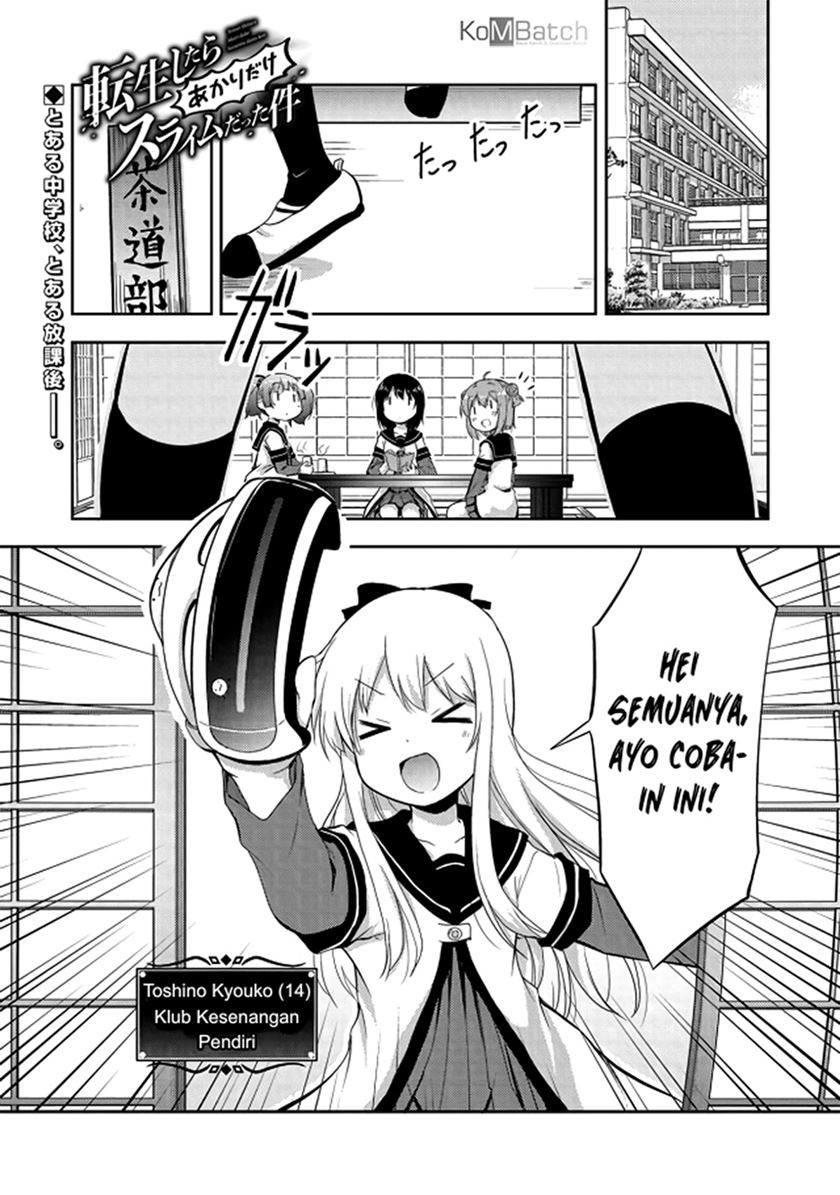 転生したら
あかりだけ
スライムだった件
KoMBatch
◆とある中学校、とある放課後――。
たったったっ
茶道部
ガラッ
HEI
SEMUANYA,
AYO COBA-
IN INI!
Toshino Kyouko (14)
Klub Kesenangan
Pendiri